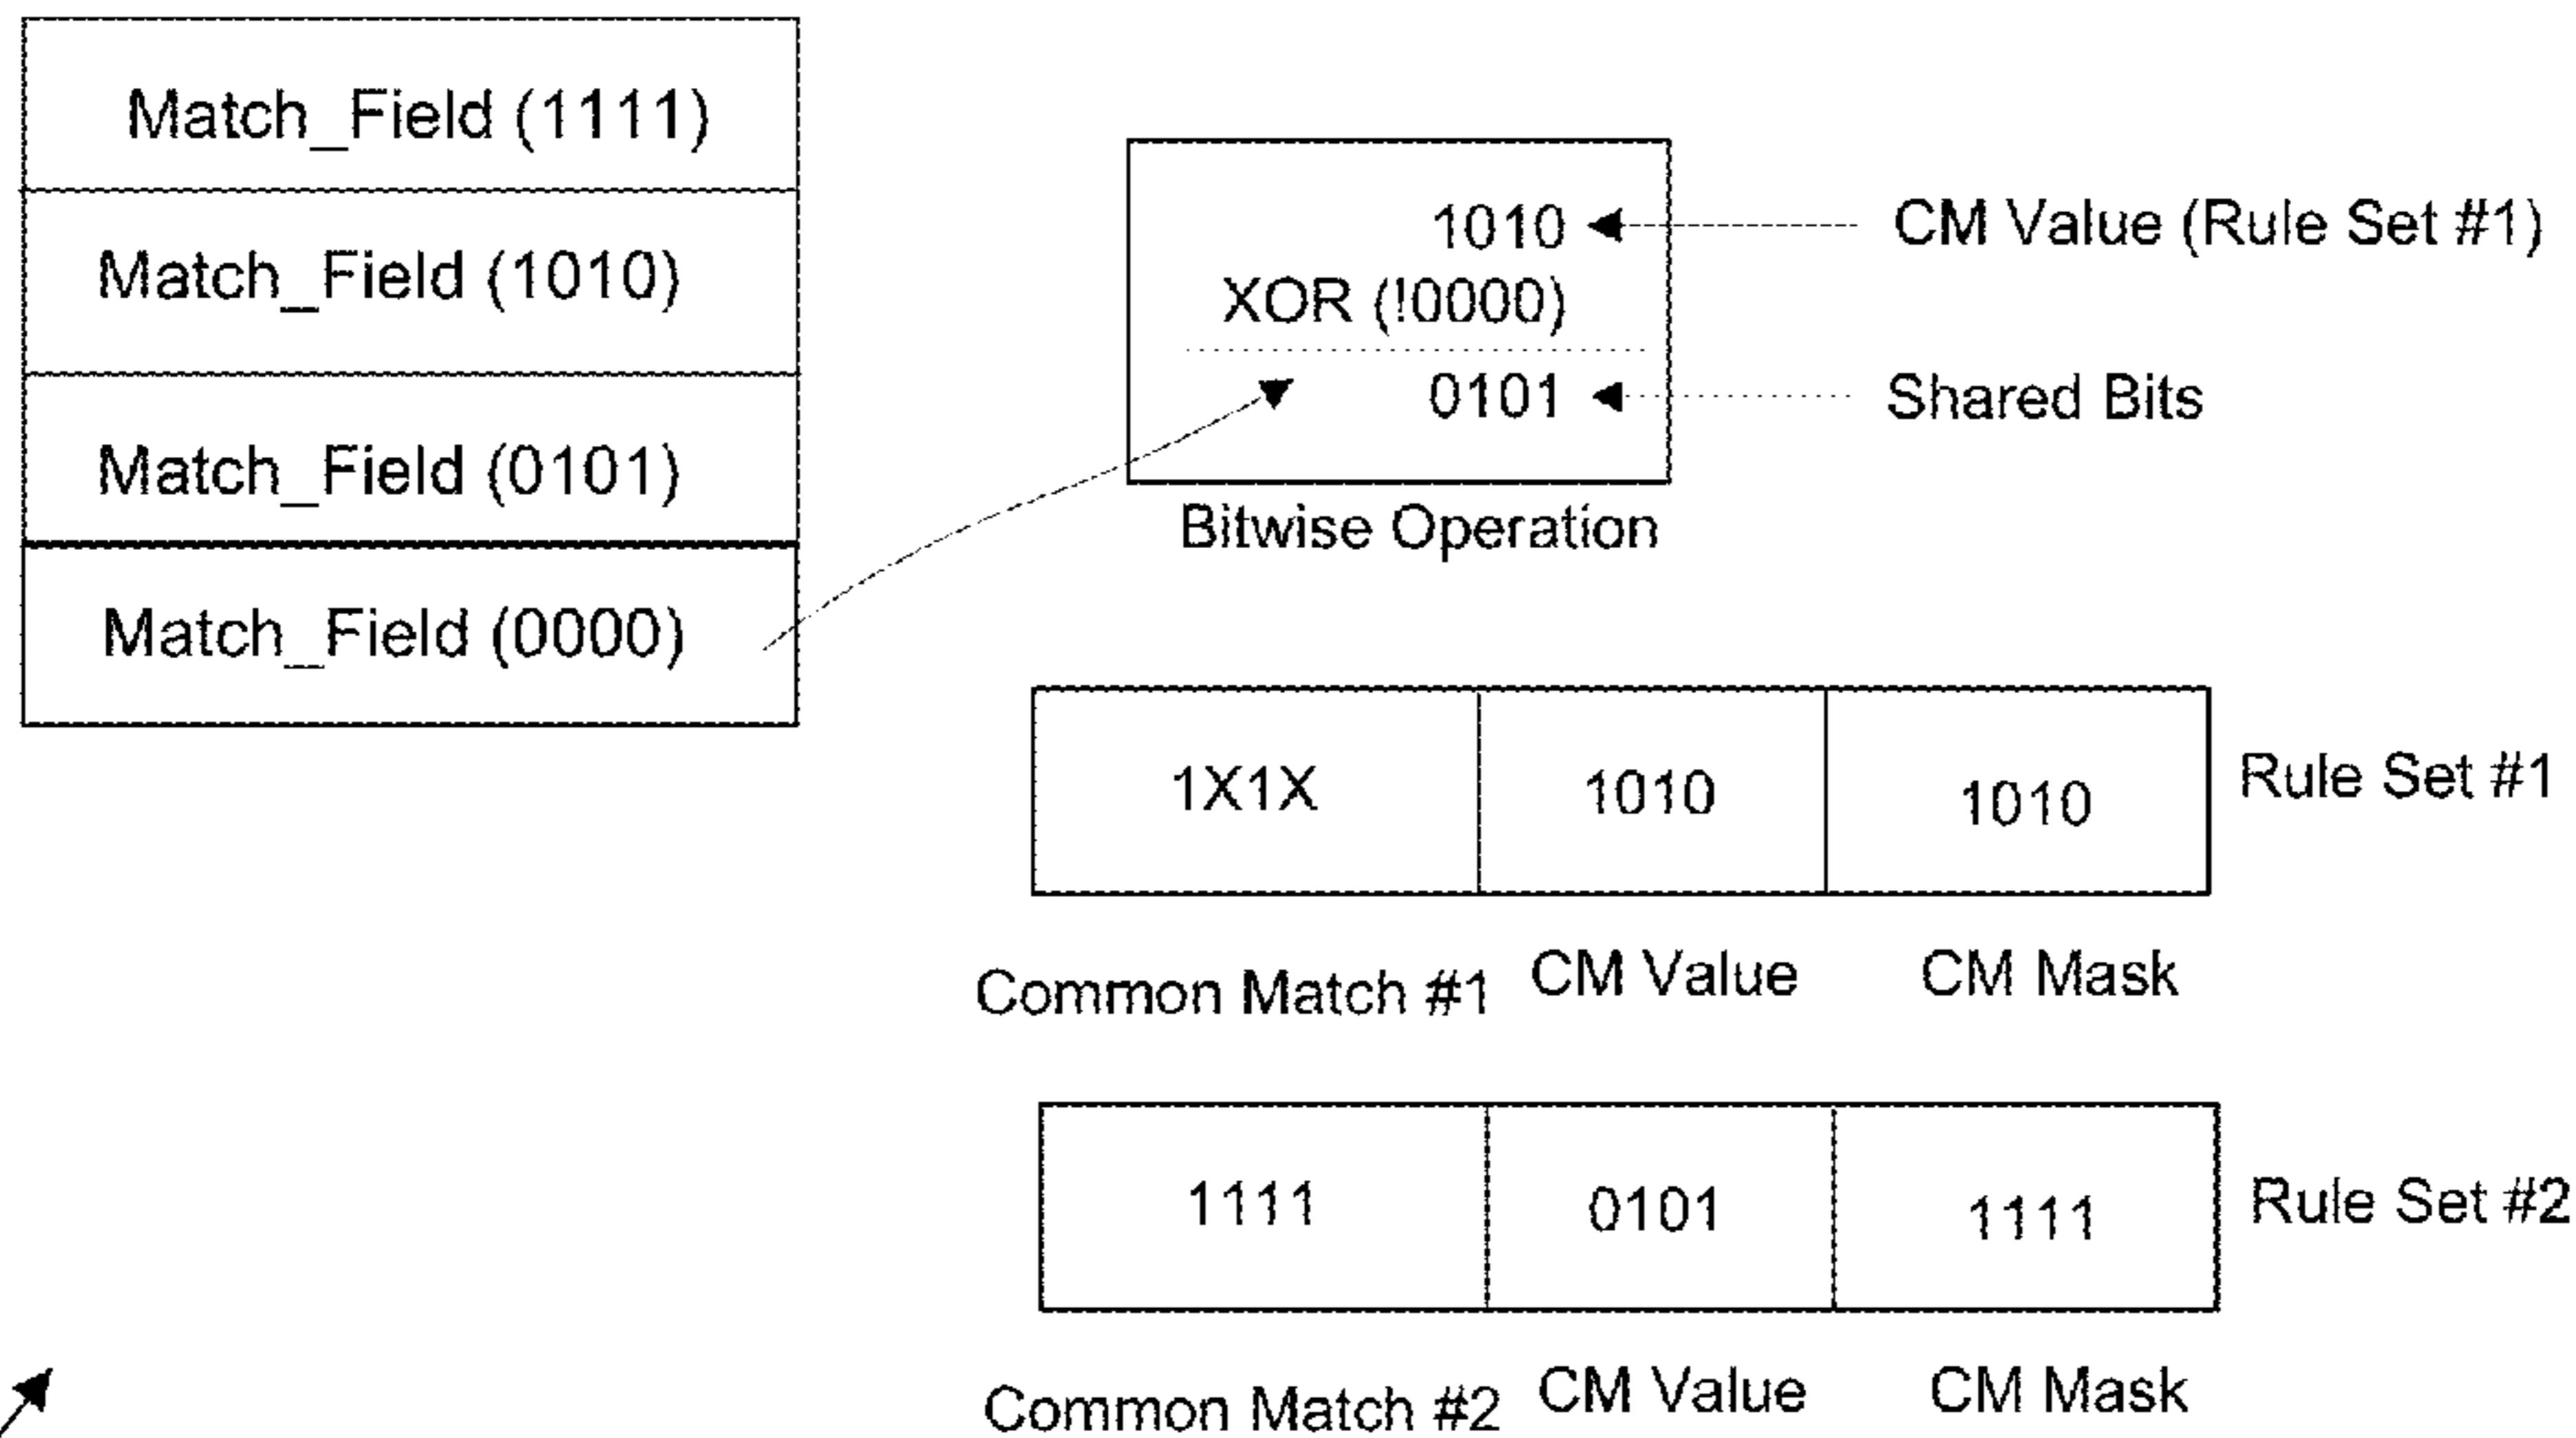 Match_Field (1111)
Match_Field (1010)
Match_Field (0101)
Match_Field (0000)
1010
CM Value (Rule Set #1)
XOR (!0000)
0101
Shared Bits
Bitwise Operation
1X1X
1010
1010
Rule Set #1
Common Match #1
CM Value
CM Mask
1111
0101
1111
Rule Set #2
Common Match #2
CM Value
CM Mask